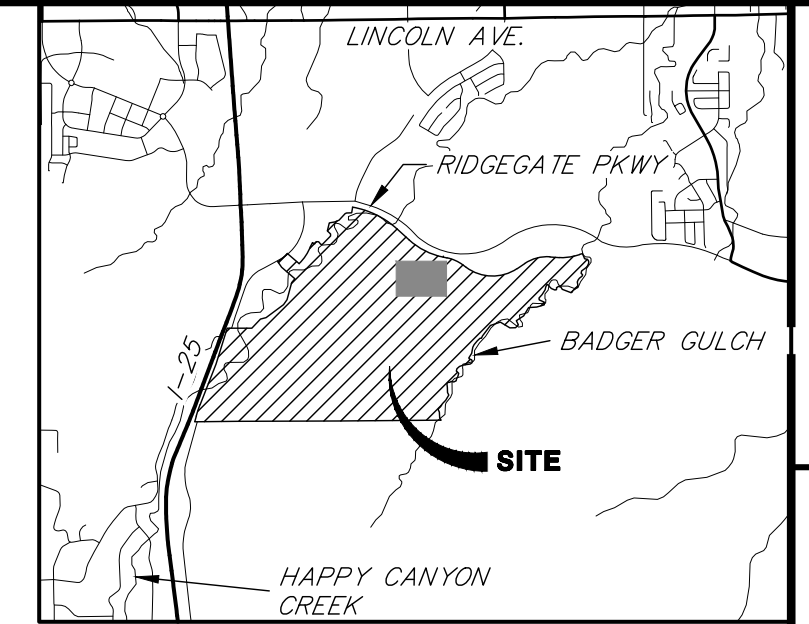 LINCOLN AVE.
RIDGEGATE PKWY
BADGER GULCH
I-25
SITE
HAPPY CANYON
CREEK